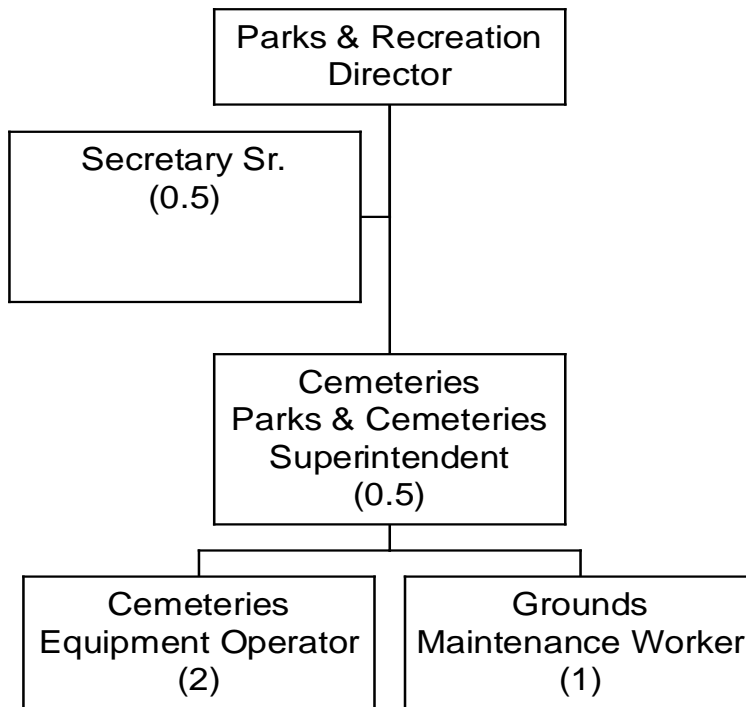 Parks & Recreation
Director
Secretary Sr.
(0.5)
Cemeteries
Parks & Cemeteries
Superintendent
(0.5)
Cemeteries
Equipment Operator
(2)
Grounds
Maintenance Worker
(1)